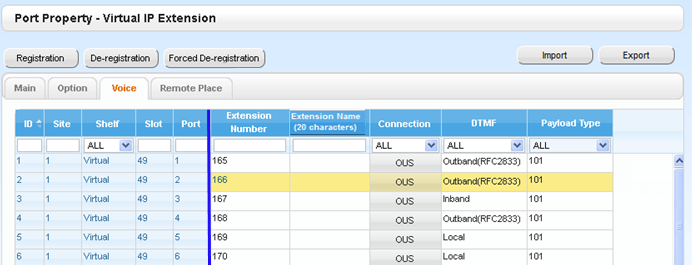 Port Property - Virtual IP Extension
Registration De-registration Forced De-registration Import Export
Main Option Voice Remote Place
ID Site Shelf Slot Port Extension Number Extension Name (20 characters) Connection DTMF Payload Type
ALL ALL ALL ALL
1 1 Virtual 49 1 165 OUS Outband(RFC2833) 101
2 1 Virtual 49 2 166 OUS Outband(RFC2833) 101
3 1 Virtual 49 3 167 OUS Inband 101
4 1 Virtual 49 4 168 OUS Outband(RFC2833) 101
5 1 Virtual 49 5 169 OUS Local 101
6 1 Virtual 49 6 170 OUS Local 101